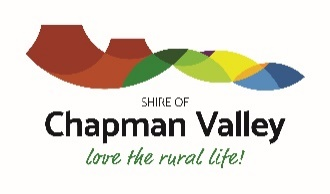 SHIRE OF
Chapman Valley
love the rural life!